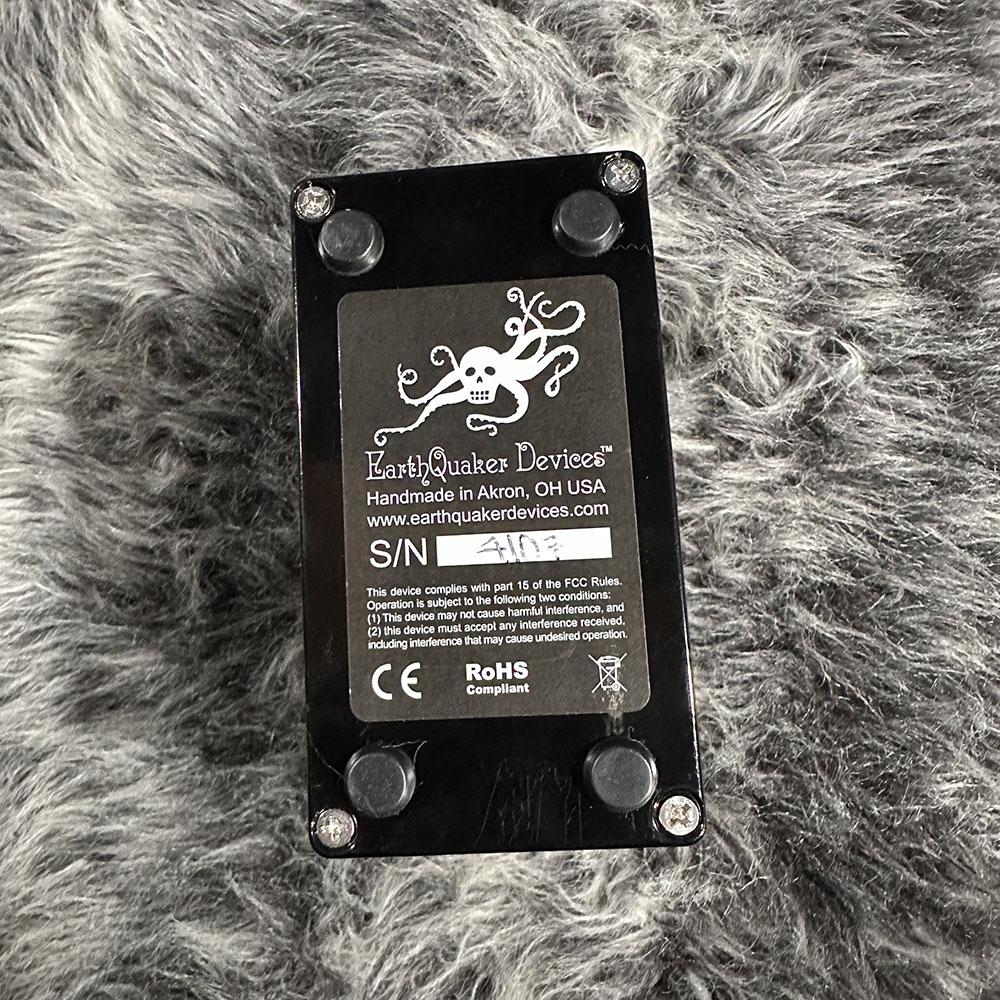 EarthQuaker Devices™
Handmade in Akron, OH USA
www.earthquakerdevices.com
S/N
This device complies with part 15 of the FCC Rules.
Operation is subject to the following two conditions:
(1) This device may not cause harmful interference, and
(2) this device must accept any interference received,
including interference that may cause undesired operation.
CE RoHS
Compliant